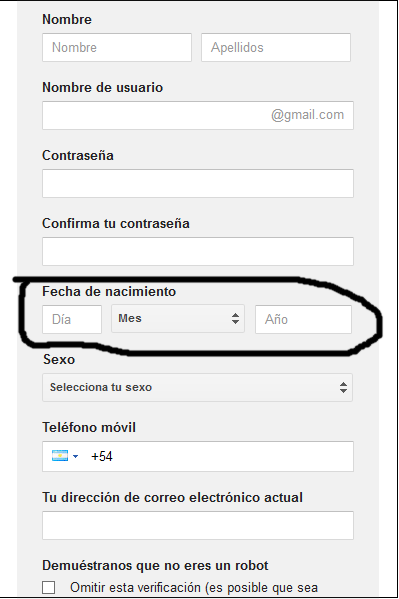 Nombre
Nombre Apellidos
Nombre de usuario
@gmail.com
Contraseña
Confirma tu contraseña
Fecha de nacimiento
Día Mes Año
Sexo
Selecciona tu sexo
Teléfono móvil
+54
Tu dirección de correo electrónico actual
Demuéstranos que no eres un robot
Omitir esta verificación (es posible que sea